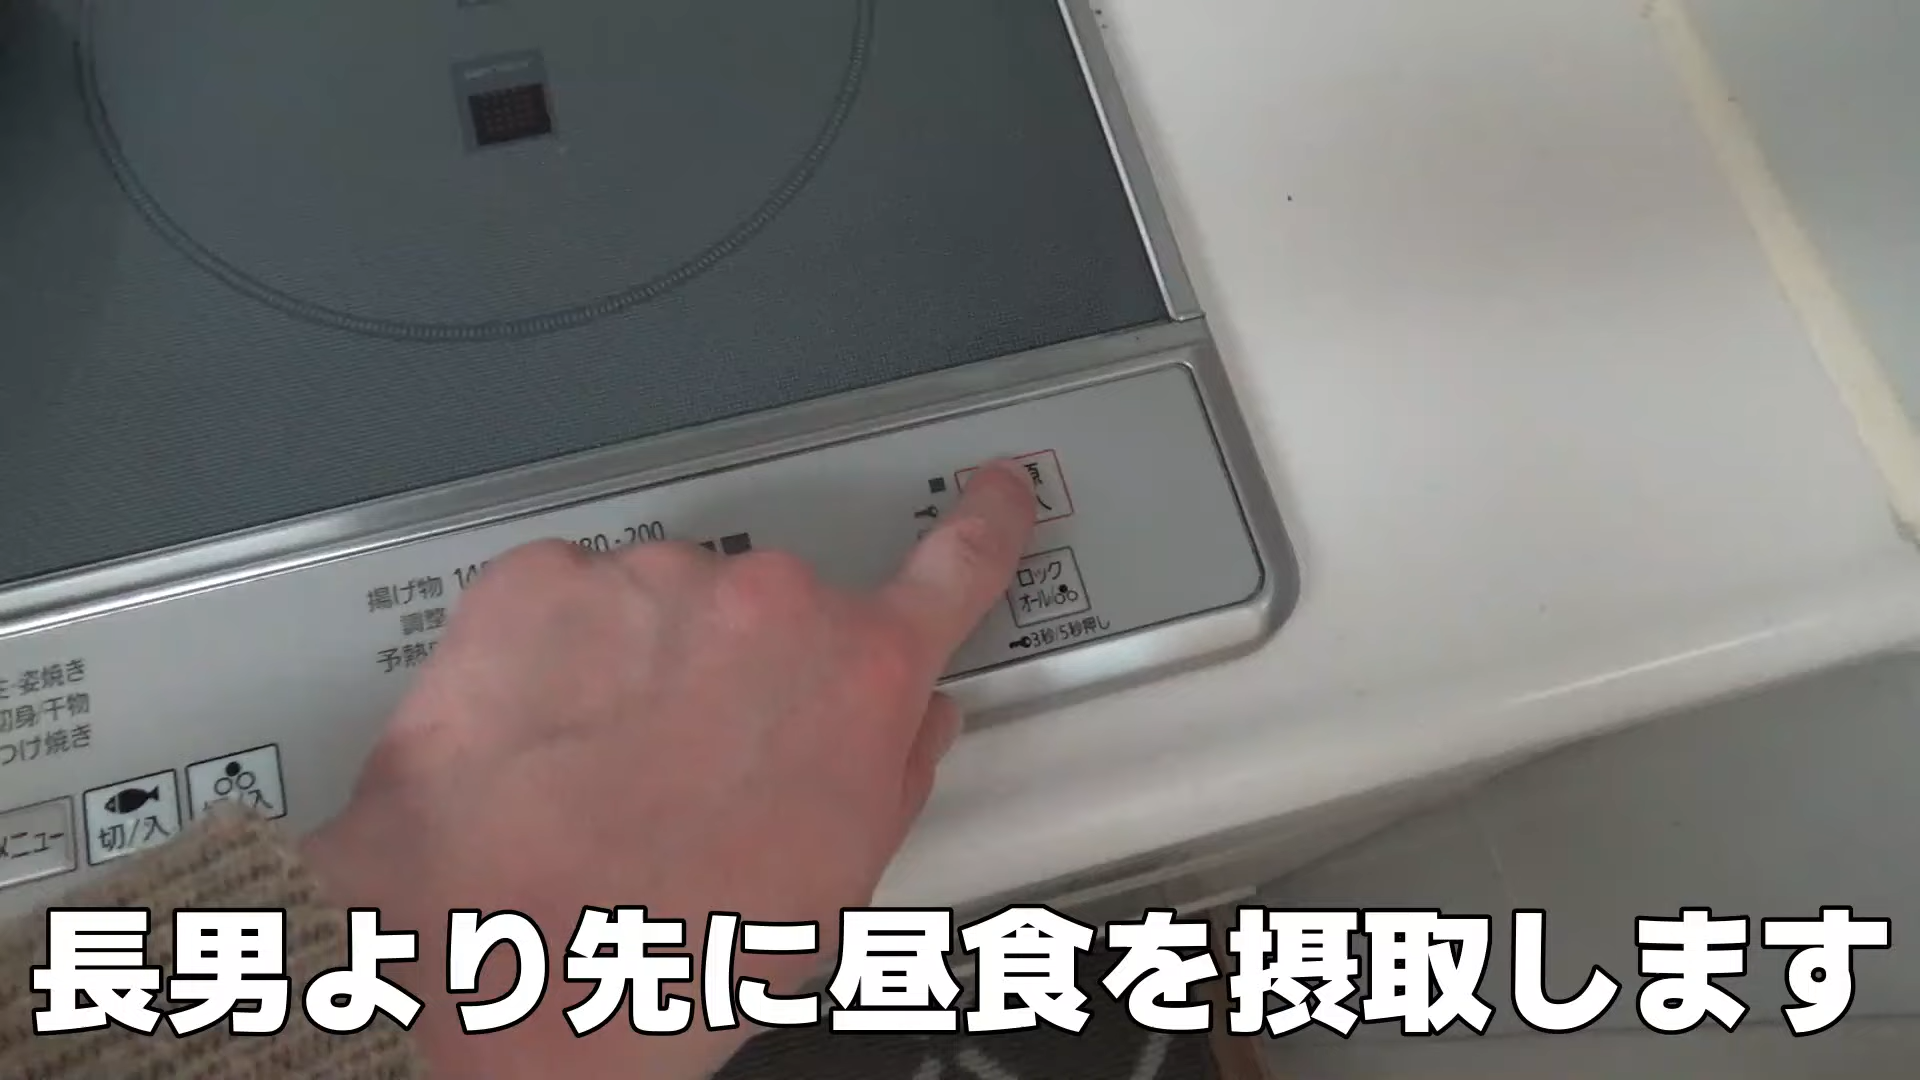 揚げ物
180・200
調整
予熱
姿焼き
切身/干物
つけ焼き
メニュー
切/入
ロック
オール
3秒/5秒押し
長男より先に昼食を摂取します